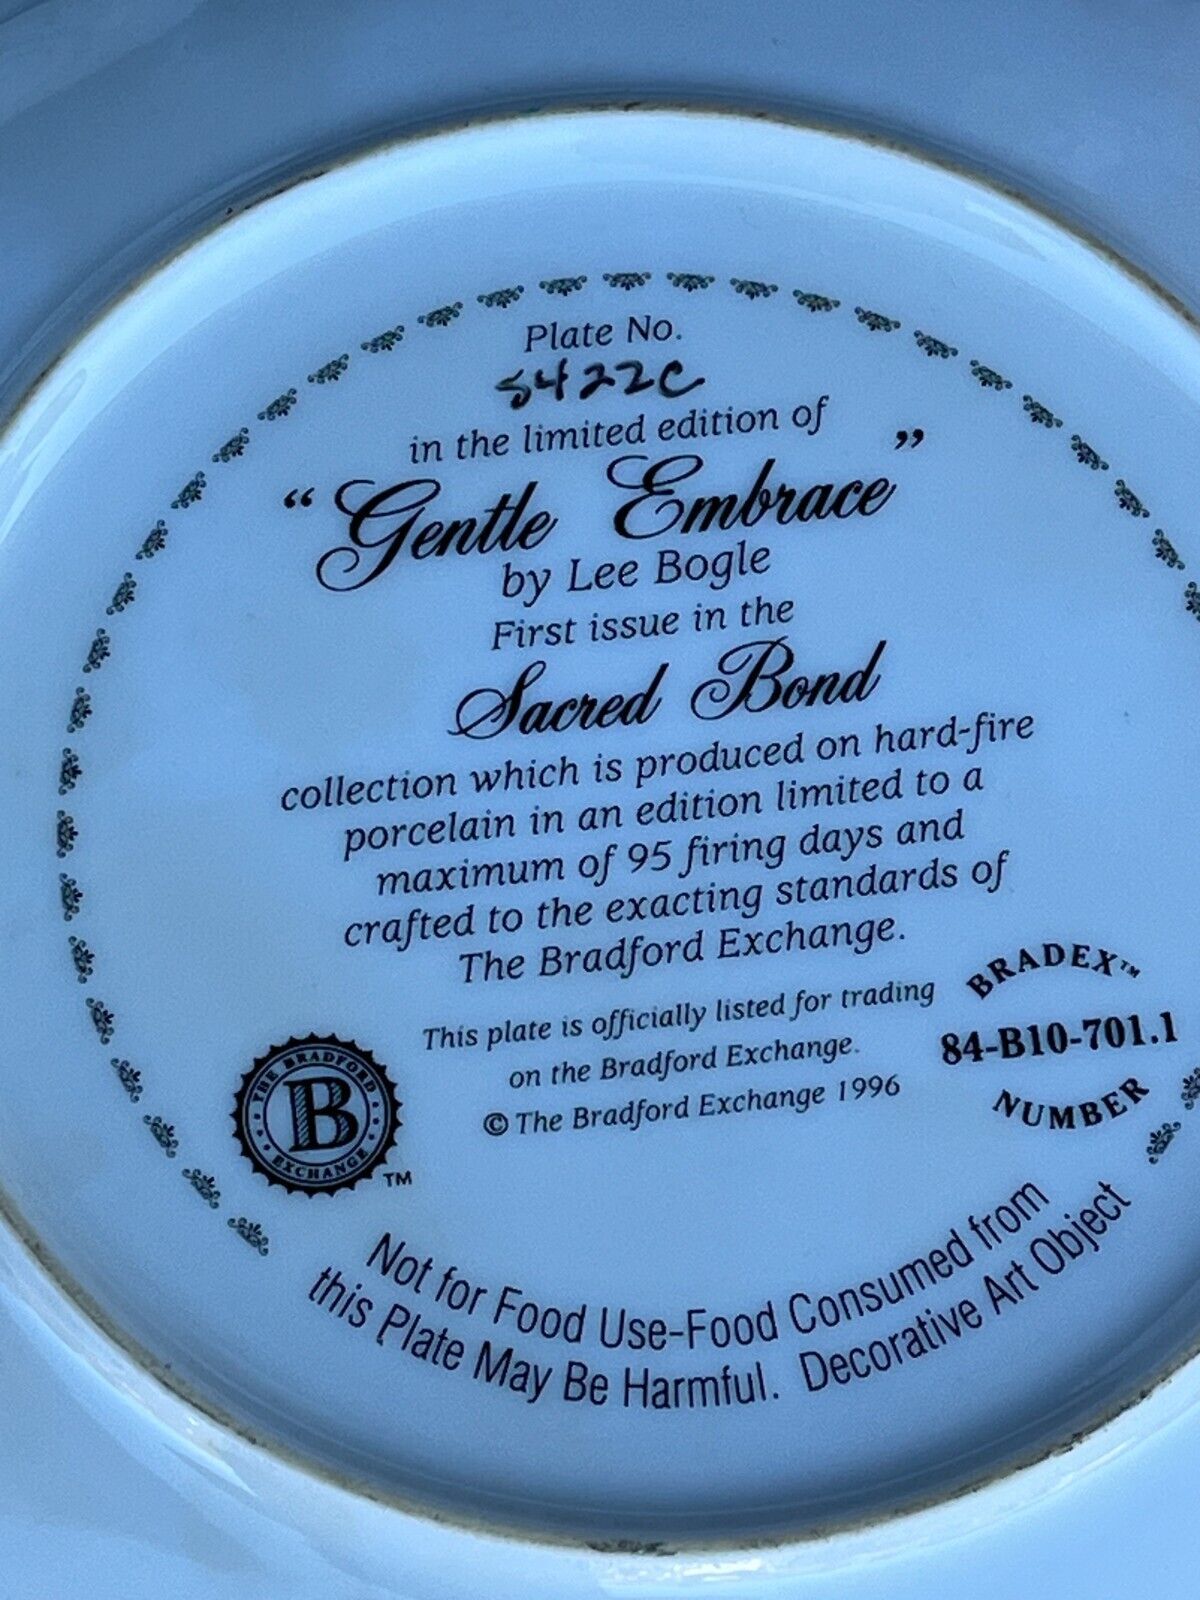 Plate No.
5422C
in the limited edition of
“Gentle Embrace”
by Lee Bogle
First issue in the
Sacred Bond
collection which is produced on hard-fire
porcelain in an edition limited to a
maximum of 95 firing days and
crafted to the exacting standards of
The Bradford Exchange.
This plate is officially listed for trading
on the Bradford Exchange.
© The Bradford Exchange 1996
BRADEX™
84-B10-701.1
NUMBER
THE BRADFORD
B
EXCHANGE
TM
Not for Food Use-Food Consumed from
this Plate May Be Harmful. Decorative Art Object